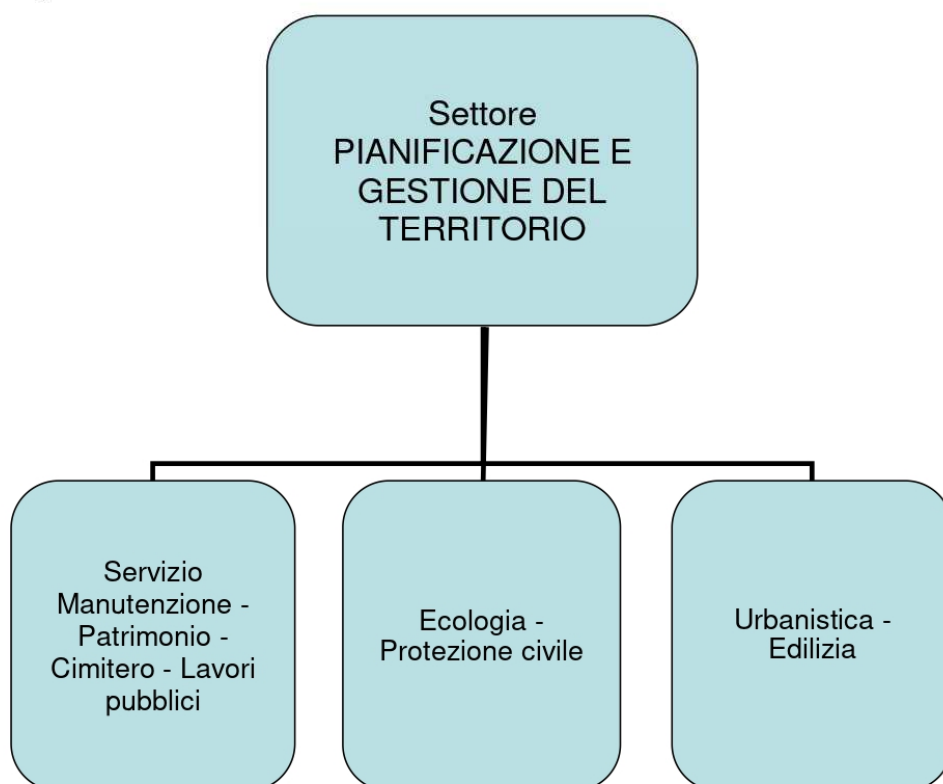 Settore
PIANIFICAZIONE E
GESTIONE DEL
TERRITORIO
Servizio
Manutenzione -
Patrimonio -
Cimitero - Lavori
pubblici
Ecologia -
Protezione civile
Urbanistica -
Edilizia